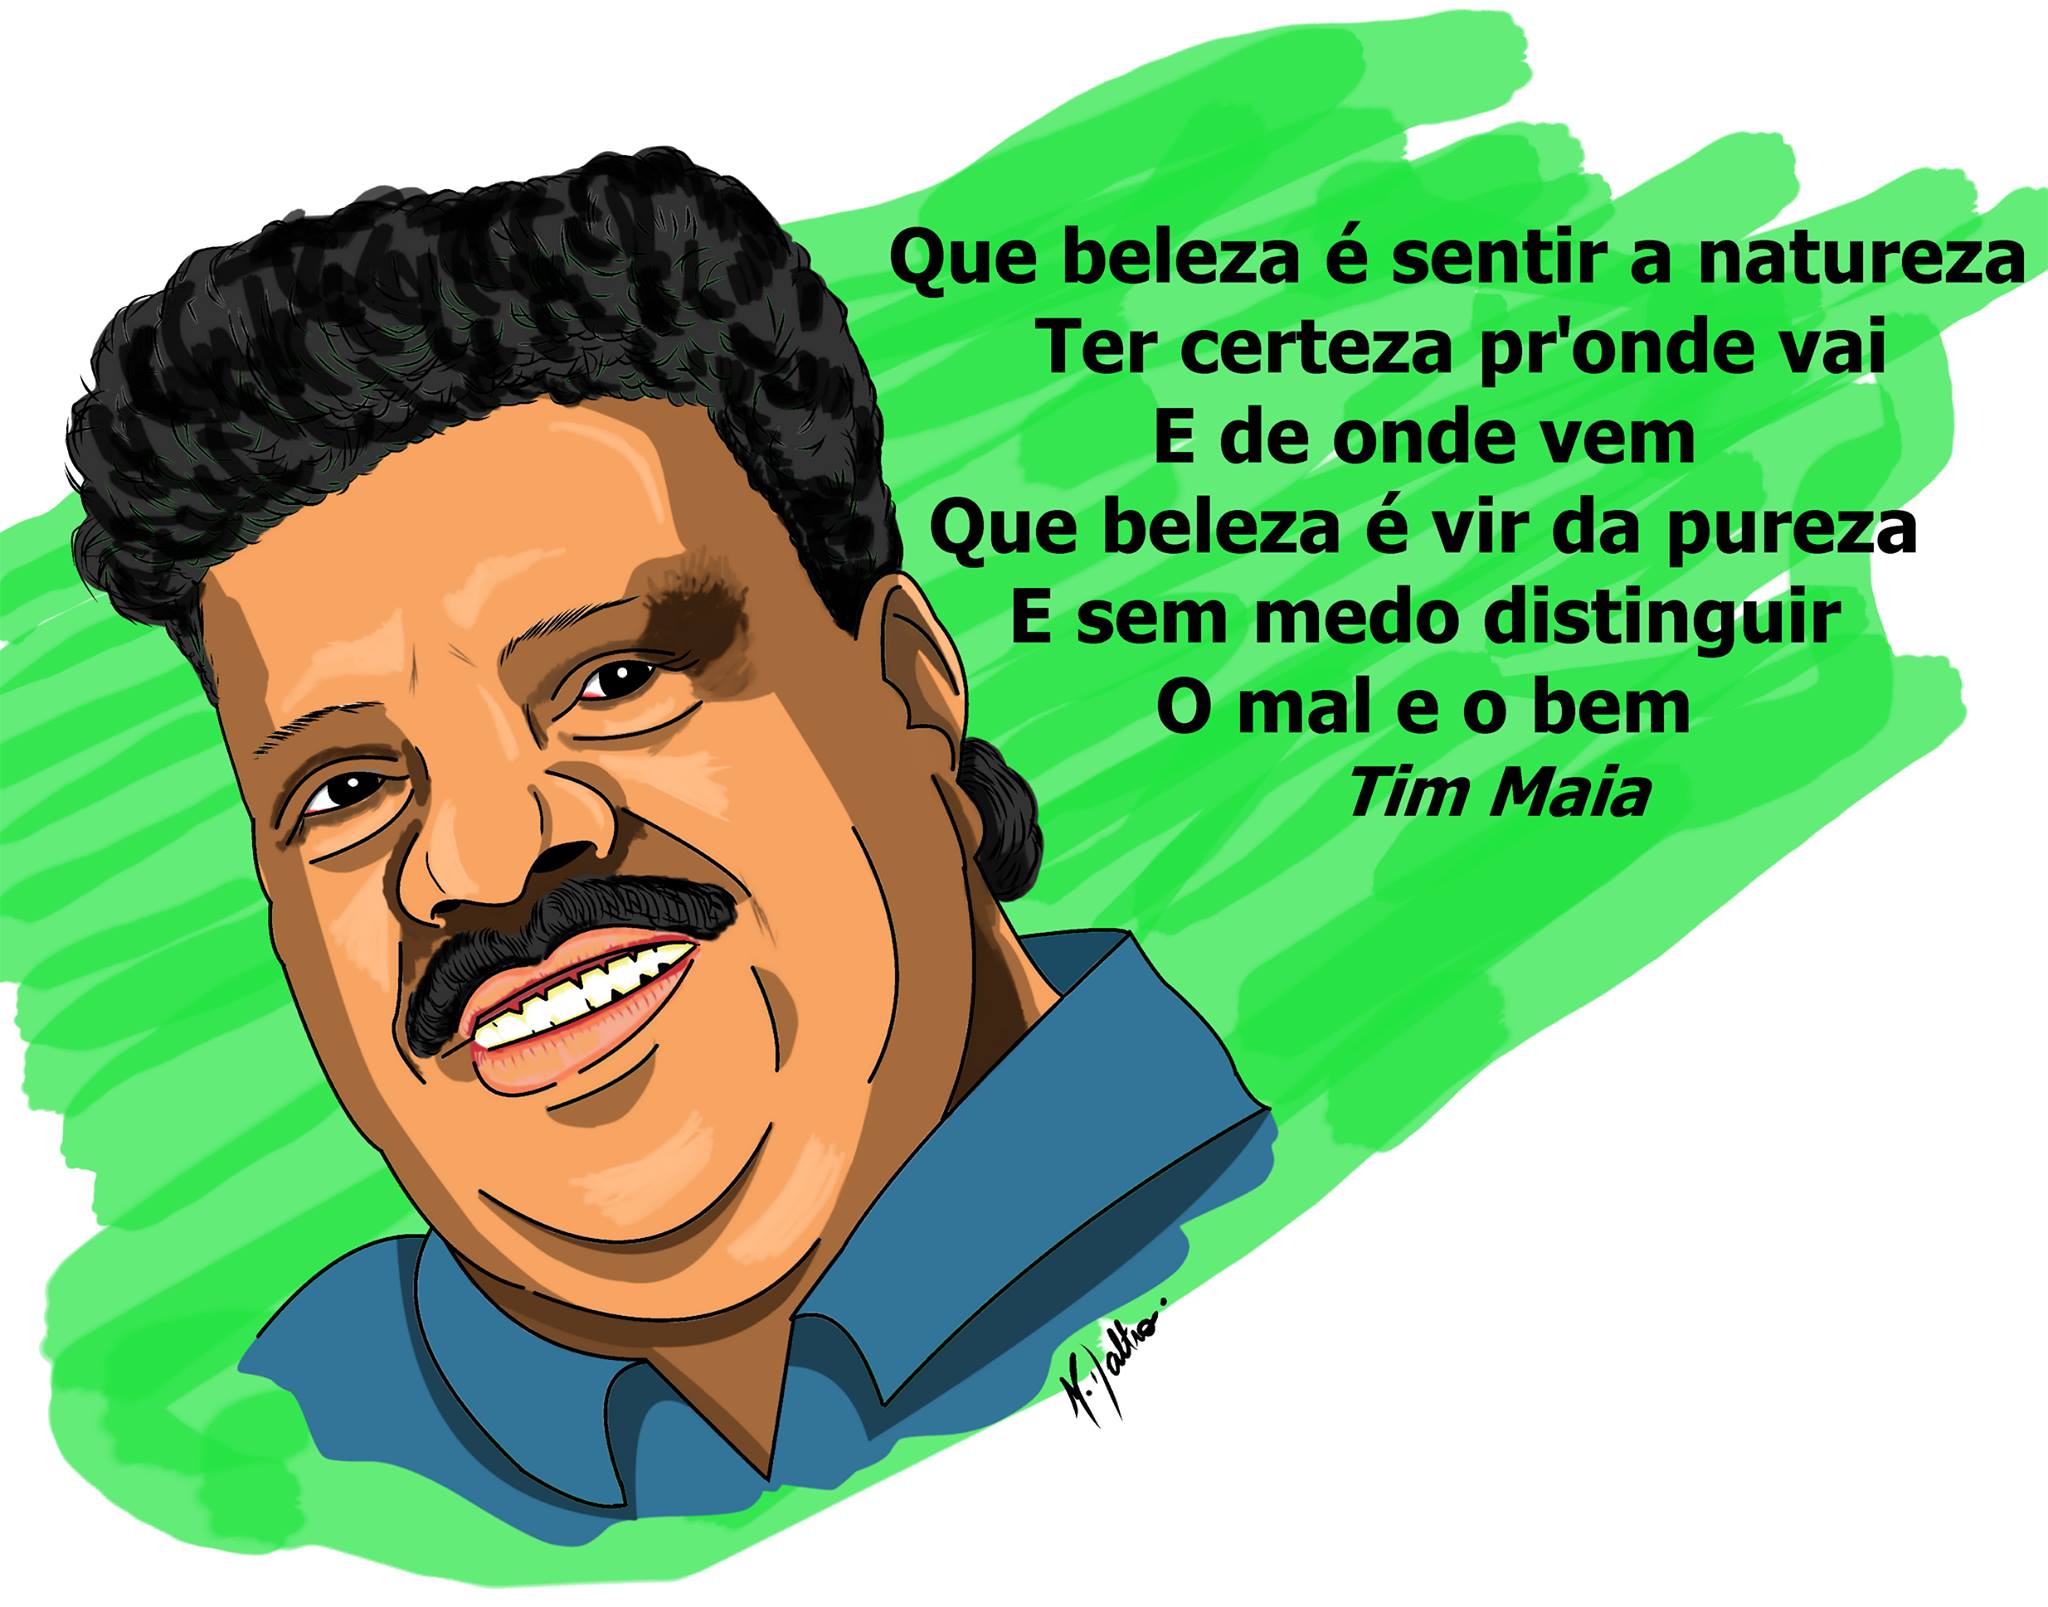 Que beleza é sentir a natureza
Ter certeza pr'onde vai
E de onde vem
Que beleza é vir da pureza
E sem medo distinguir
O mal e o bem
Tim Maia